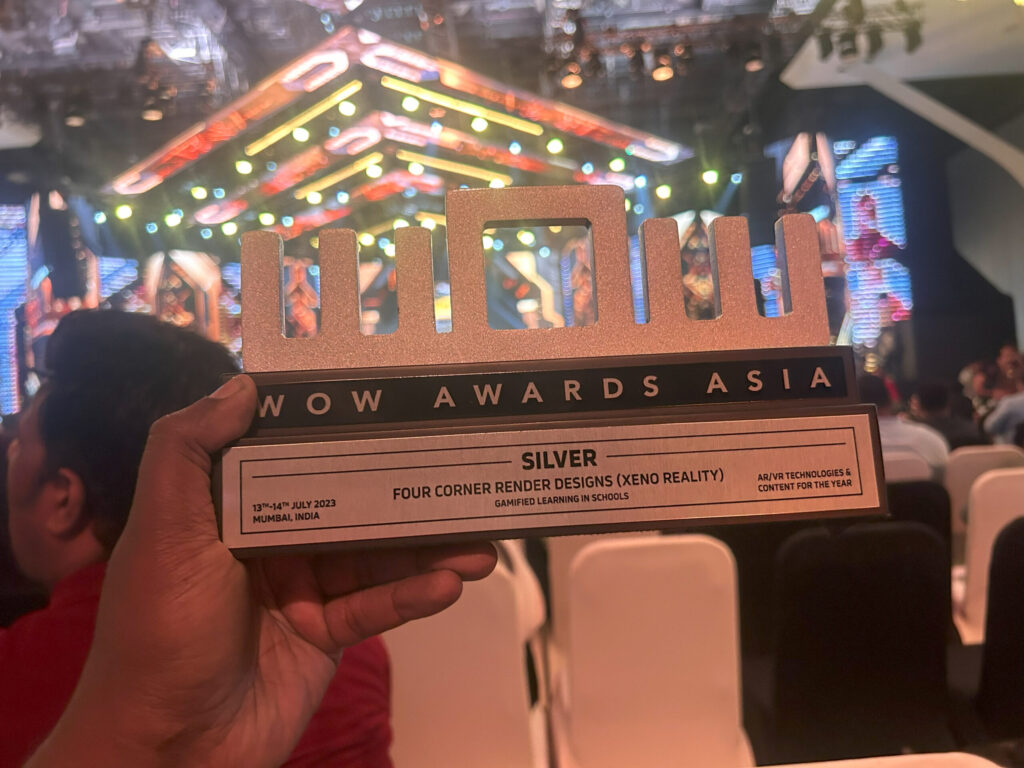 WOW AWARDS ASIA
SILVER
FOUR CORNER RENDER DESIGNS (XENO REALITY)
GAMIFIED LEARNING IN SCHOOLS
13TH-14TH JULY 2023
MUMBAI, INDIA
AR/VR TECHNOLOGIES &
CONTENT FOR THE YEAR